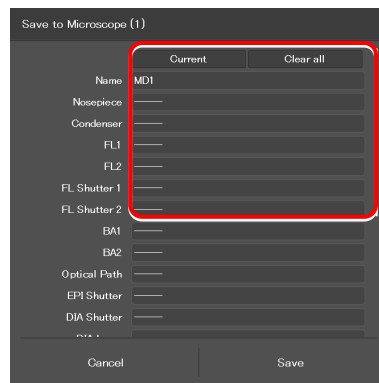 Save to Microscope (1)
Current Clear all
Name MD1
Nosepiece ———
Condenser ———
FL1 ———
FL2 ———
FL Shutter 1 ———
FL Shutter 2 ———
BA1 ———
BA2 ———
Optical Path ———
EPI Shutter ———
DIA Shutter ———
Cancel Save